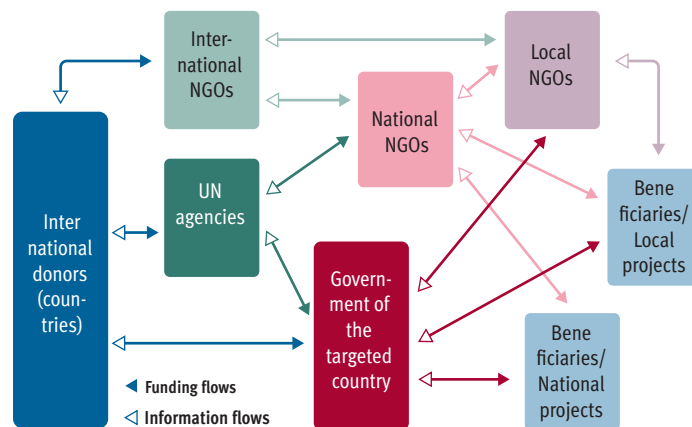 Inter-
national
NGOs
Local
NGOs
National
NGOs
UN
agencies
Inter
national
donors
(coun-
tries)
Govern-
ment of
the
targeted
country
Bene
ficiaries/
Local
projects
Bene
ficiaries/
National
projects
Funding flows
Information flows